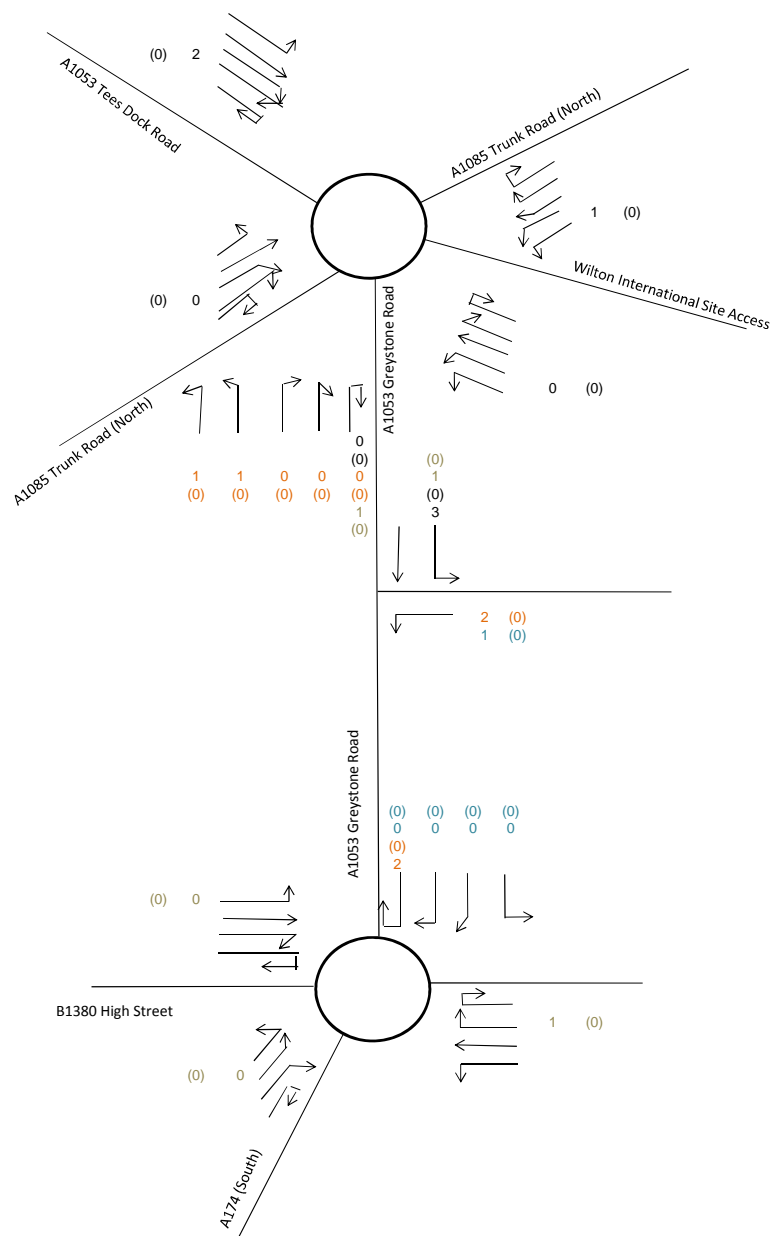 (0) 2
A1053 Tees Dock Road
A1085 Trunk Road (North)
1 (0)
Wilton International Site Access
(0) 0
A1053 Greystone Road
0 (0)
A1085 Trunk Road (North)
0
(0) (0)
1 1 0 0 0 1
(0) (0) (0) (0) (0) (0)
1 3
(0)
2 (0)
1 (0)
A1053 Greystone Road
(0) (0) (0) (0)
0 0 0 0
(0)
2
(0) 0
B1380 High Street
1 (0)
(0) 0
A174 (South)